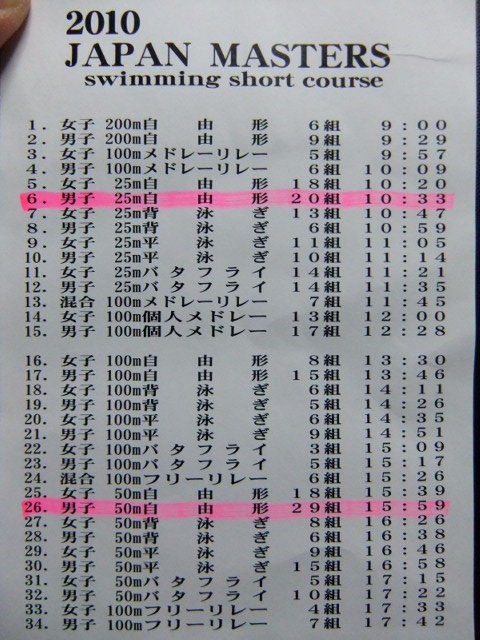 2010
JAPAN MASTERS
swimming short course
1. 女子 200m自由形 6組 9:00
2. 男子 200m自由形 9組 9:29
3. 女子 100mメドレーリレー 5組 9:57
4. 男子 100mメドレーリレー 8組 10:09
5. 女子 25m自由形 18組 10:20
6. 男子 25m自由形 20組 10:33
7. 女子 25m背泳ぎ 13組 10:47
8. 男子 25m背泳ぎ 6組 10:59
9. 女子 25m平泳ぎ 11組 11:05
10. 男子 25m平泳ぎ 10組 11:14
11. 女子 25mバタフライ 14組 11:21
12. 男子 25mバタフライ 14組 11:35
13. 混合 100mメドレーリレー 7組 11:45
14. 女子 100m個人メドレー 13組 12:00
15. 男子 100m個人メドレー 17組 12:28
16. 女子 100m自由形 8組 13:30
17. 男子 100m自由形 15組 13:46
18. 女子 100m背泳ぎ 6組 14:11
19. 男子 100m背泳ぎ 5組 14:26
20. 女子 100m平泳ぎ 6組 14:35
21. 男子 100m平泳ぎ 9組 14:51
22. 女子 100mバタフライ 3組 15:09
23. 男子 100mバタフライ 5組 15:17
24. 混合 100mフリーリレー 6組 15:26
25. 女子 50m自由形 18組 15:39
26. 男子 50m自由形 29組 15:59
27. 女子 50m背泳ぎ 8組 16:26
28. 男子 50m背泳ぎ 6組 16:38
29. 女子 50m平泳ぎ 9組 16:46
30. 男子 50m平泳ぎ 15組 16:58
31. 女子 50mバタフライ 5組 17:15
32. 男子 50mバタフライ 10組 17:22
33. 女子 100mフリーリレー 4組 17:33
34. 男子 100mフリーリレー 7組 17:42